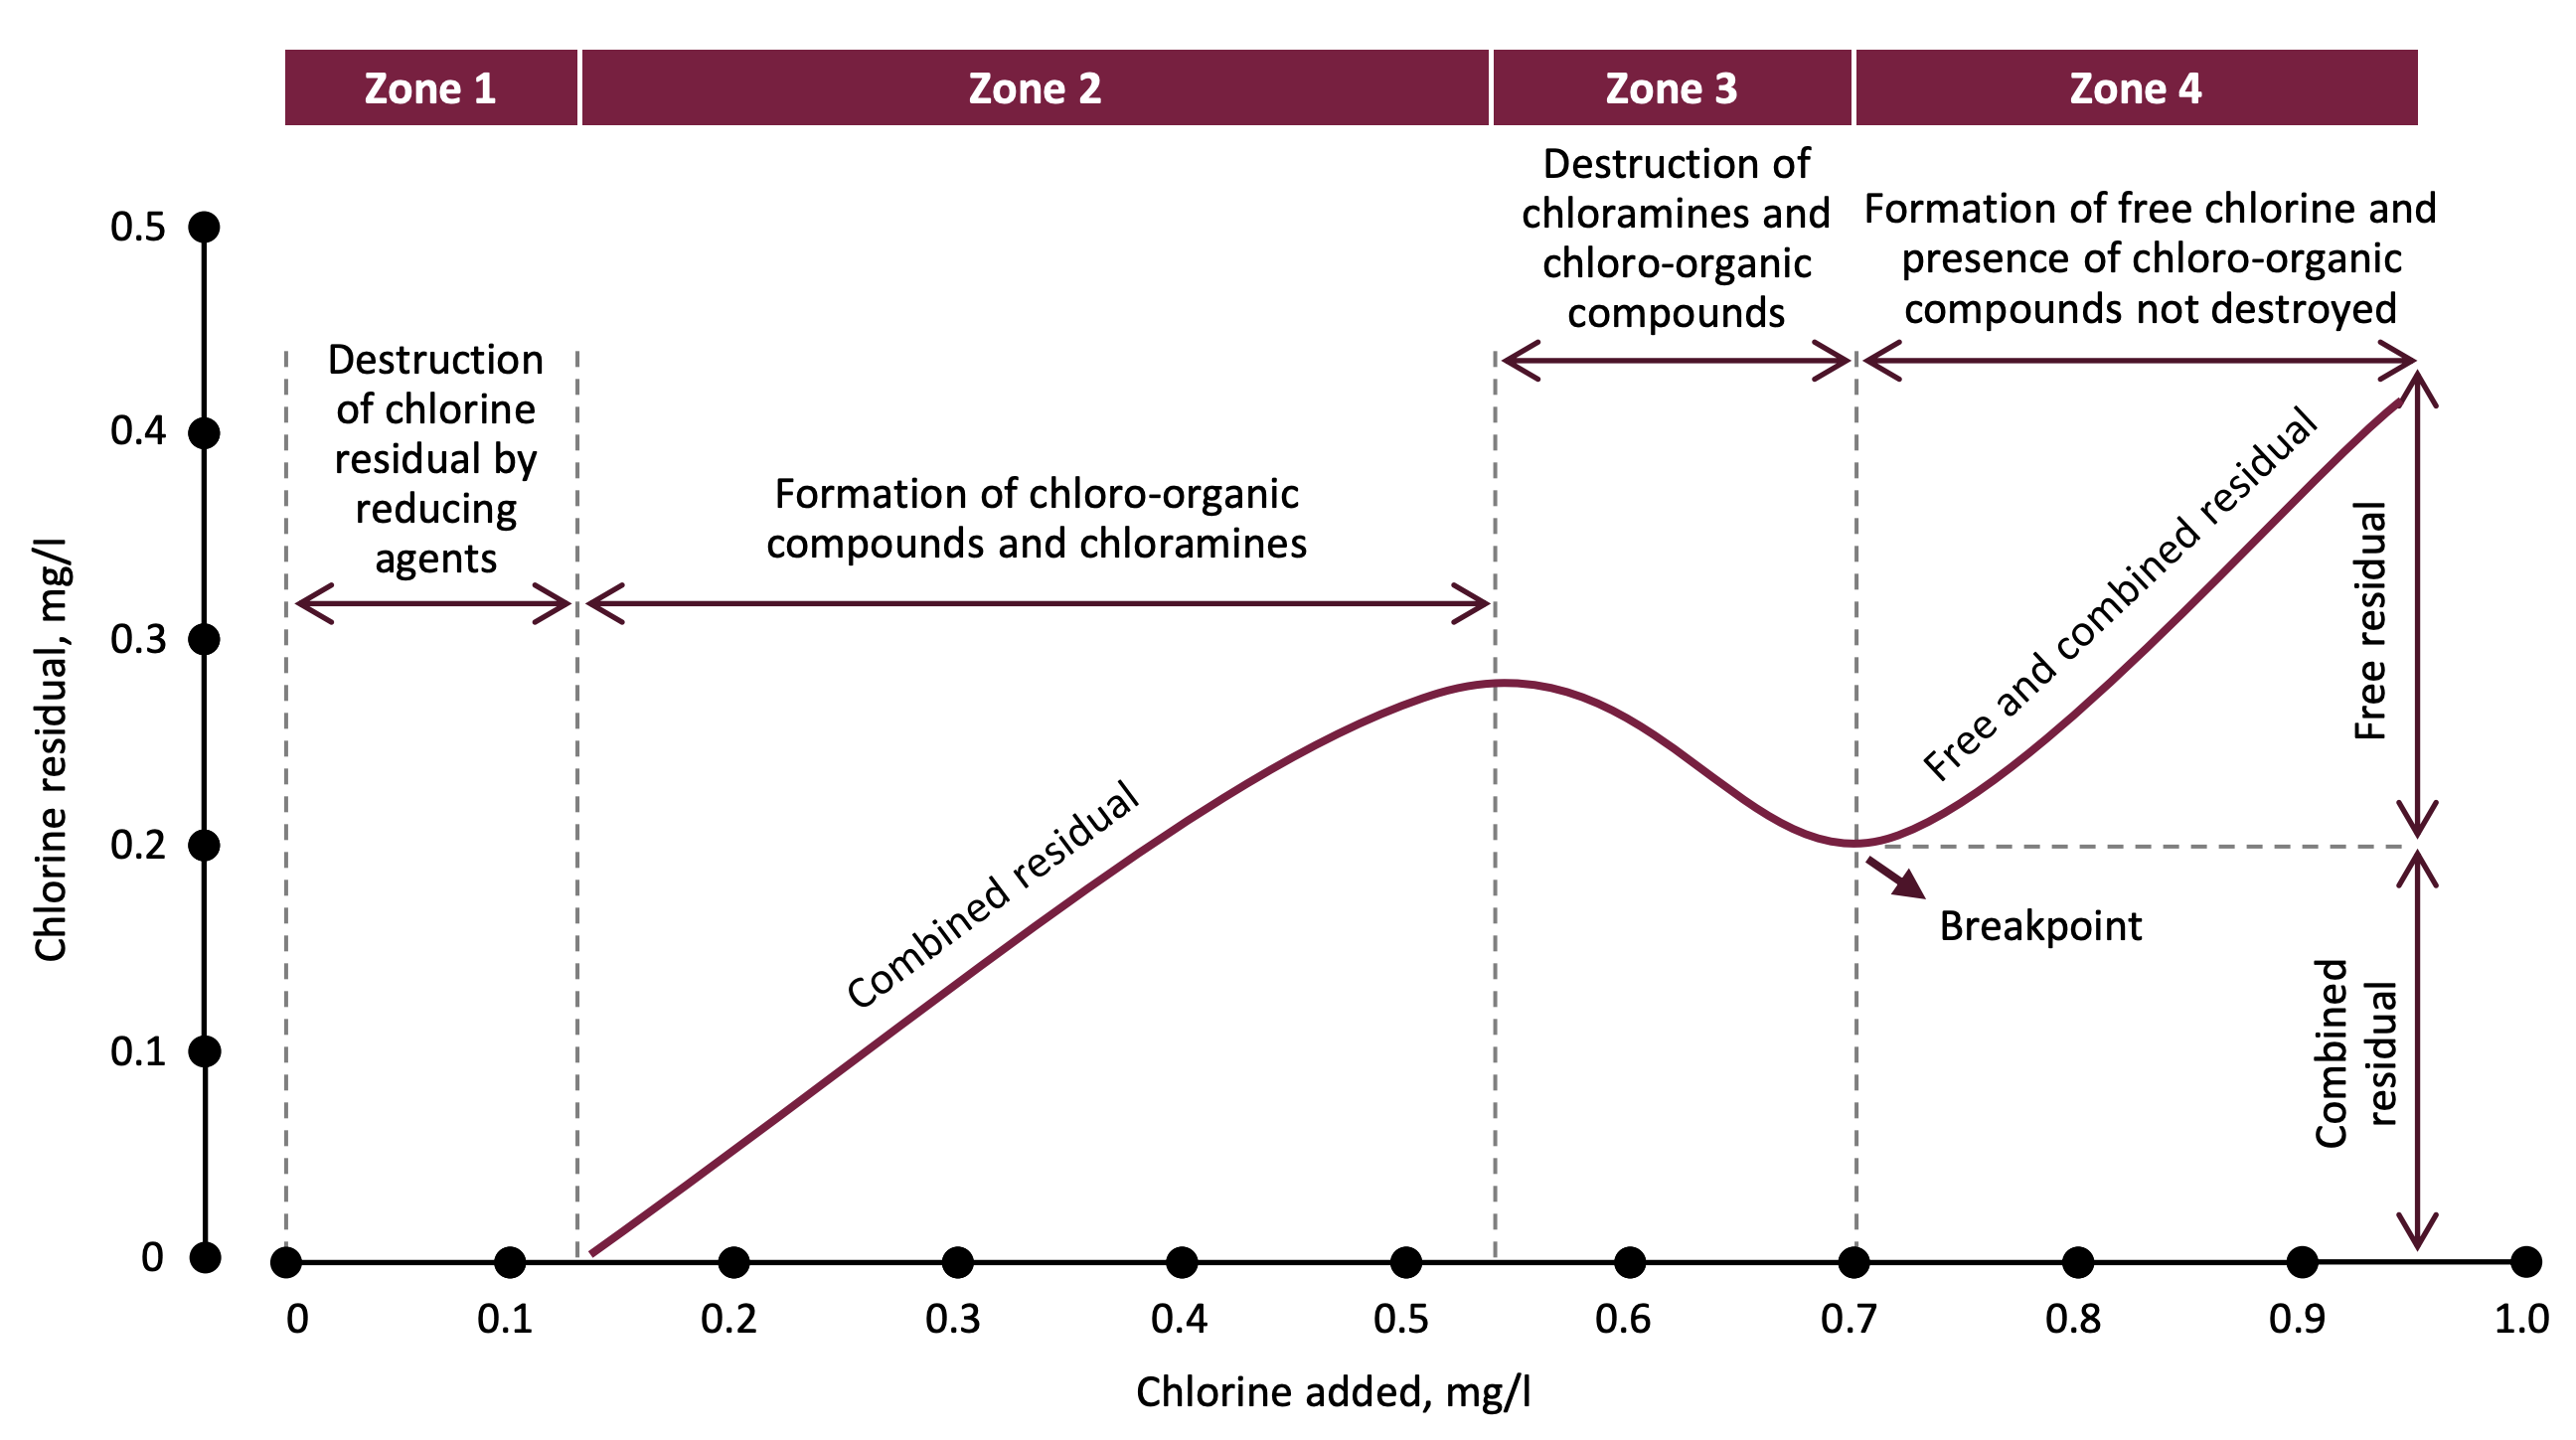 Zone 1
Zone 2
Zone 3
Zone 4
Destruction of
chloramines and
chloro-organic
compounds
Formation of free chlorine and
presence of chloro-organic
compounds not destroyed
Destruction
of chlorine
residual by
reducing
agents
Formation of chloro-organic
compounds and chloramines
Chlorine residual, mg/l
0.5
0.4
0.3
0.2
0.1
0
Combined residual
Free and combined residual
Free residual
Breakpoint
Combined
residual
0
0.1
0.2
0.3
0.4
0.5
0.6
0.7
0.8
0.9
1.0
Chlorine added, mg/l